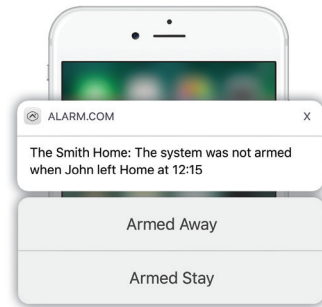 ALARM.COM X
The Smith Home: The system was not armed
when John left Home at 12:15
Armed Away
Armed Stay